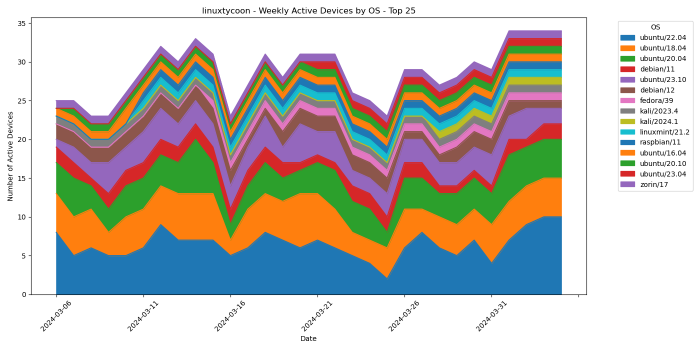 linuxtycoon - Weekly Active Devices by OS - Top 25
Number of Active Devices
35
30
25
20
15
10
5
0
2024-03-06
2024-03-11
2024-03-16
2024-03-21
2024-03-26
2024-03-31
Date
OS
ubuntu/22.04
ubuntu/18.04
ubuntu/20.04
debian/11
ubuntu/23.10
debian/12
fedora/39
kali/2023.4
kali/2024.1
linuxmint/21.2
raspbian/11
ubuntu/16.04
ubuntu/20.10
ubuntu/23.04
zorin/17